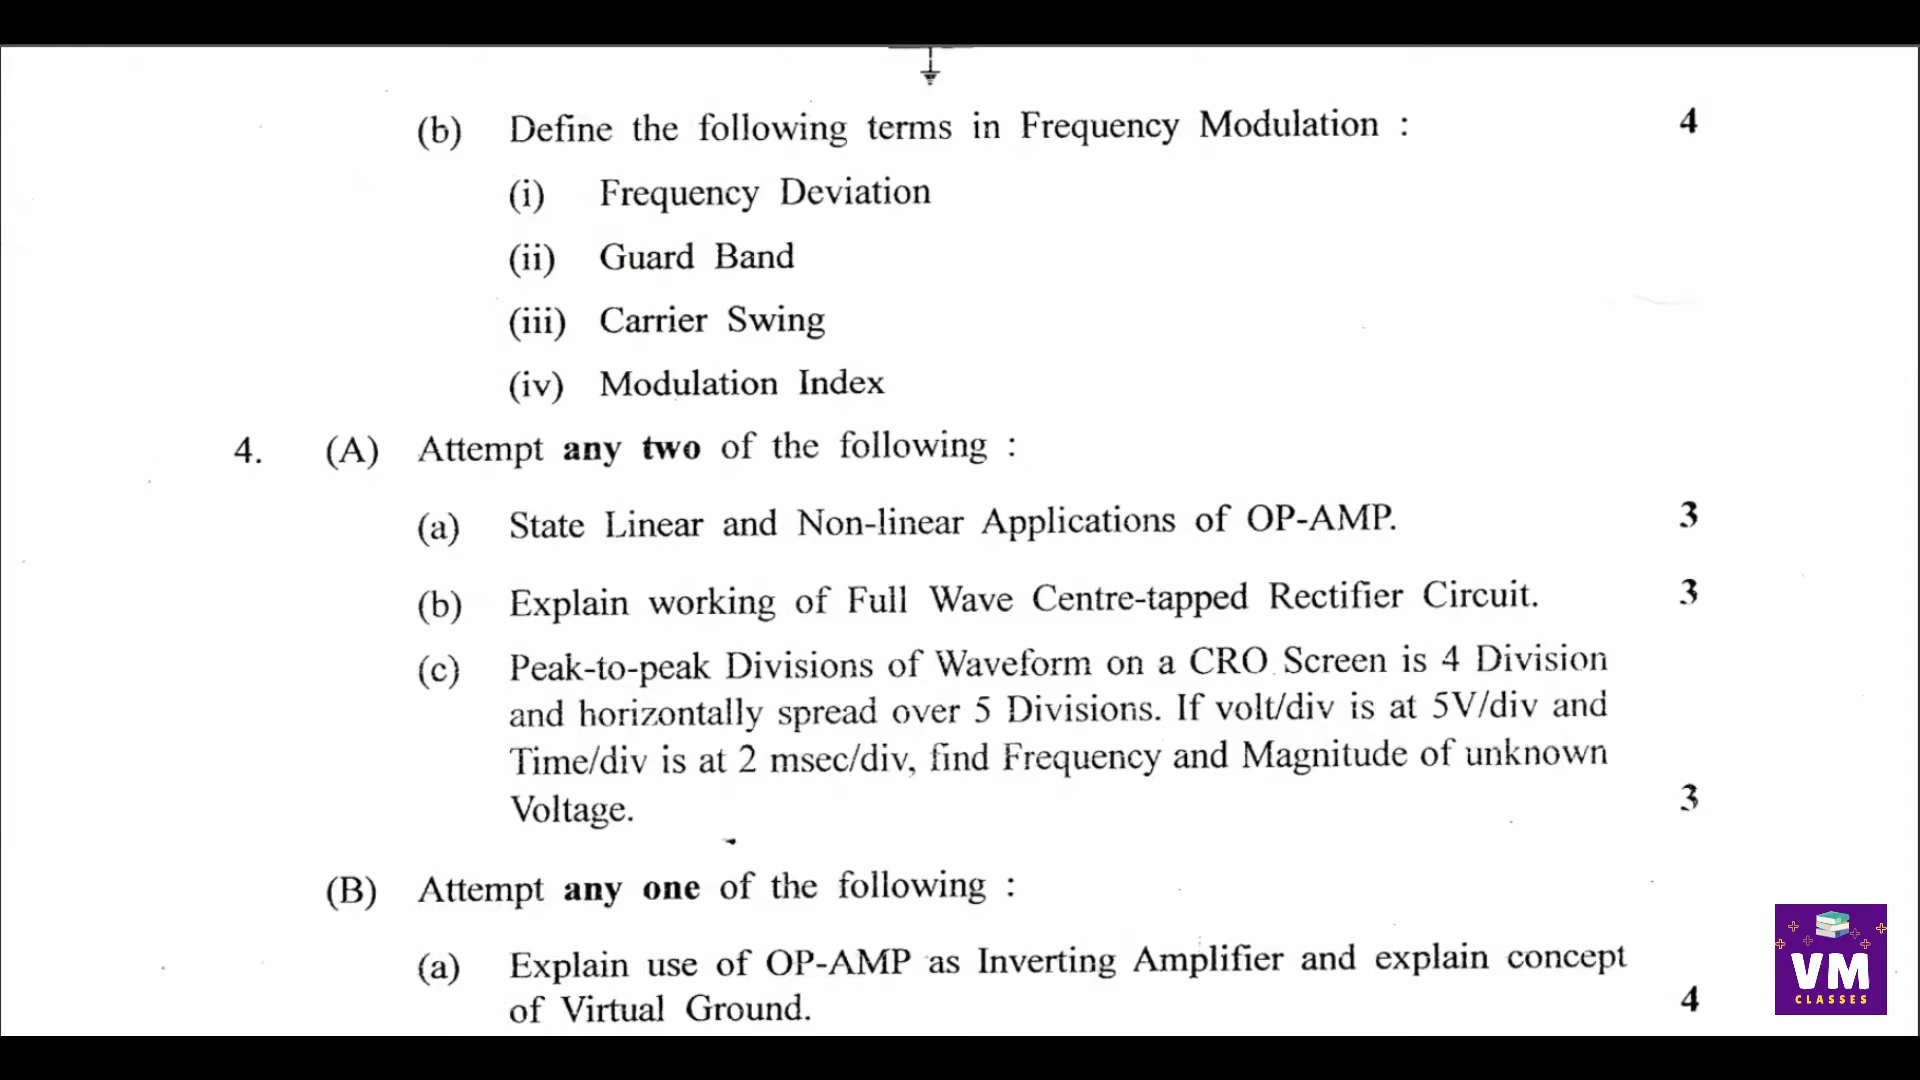 (b) Define the following terms in Frequency Modulation : 4
(i) Frequency Deviation
(ii) Guard Band
(iii) Carrier Swing
(iv) Modulation Index
4. (A) Attempt any two of the following :
(a) State Linear and Non-linear Applications of OP-AMP. 3
(b) Explain working of Full Wave Centre-tapped Rectifier Circuit. 3
(c) Peak-to-peak Divisions of Waveform on a CRO Screen is 4 Division
and horizontally spread over 5 Divisions. If volt/div is at 5V/div and
Time/div is at 2 msec/div, find Frequency and Magnitude of unknown
Voltage. 3
(B) Attempt any one of the following :
(a) Explain use of OP-AMP as Inverting Amplifier and explain concept
of Virtual Ground. 4
VM
CLASSES